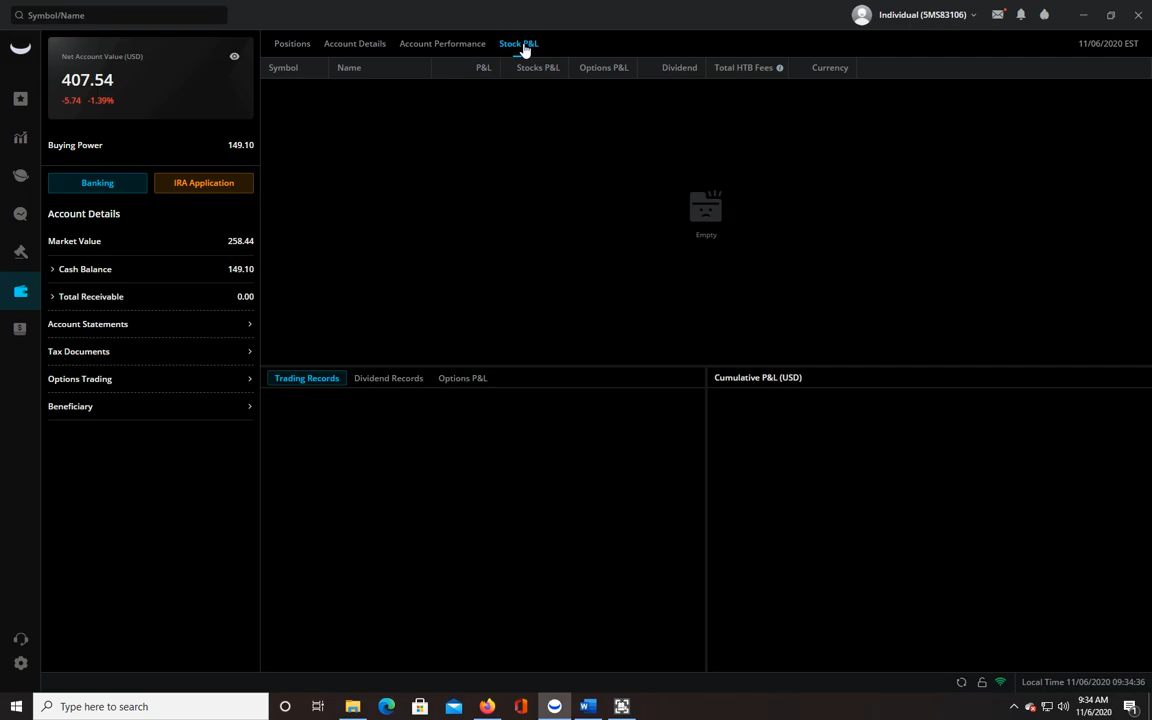 Symbol/Name
Individual (5MS83106)
Net Account Value (USD)
407.54
-5.74 -1.39%
Buying Power 149.10
Banking IRA Application
Account Details
Market Value 258.44
Cash Balance 149.10
Total Receivable 0.00
Account Statements
Tax Documents
Options Trading
Beneficiary
Positions Account Details Account Performance Stock P&L 11/06/2020 EST
Symbol Name P&L Stocks P&L Options P&L Dividend Total HTB Fees Currency
Empty
Trading Records Dividend Records Options P&L
Cumulative P&L (USD)
Local Time 11/06/2020 09:34:36
Type here to search
9:34 AM
11/6/2020